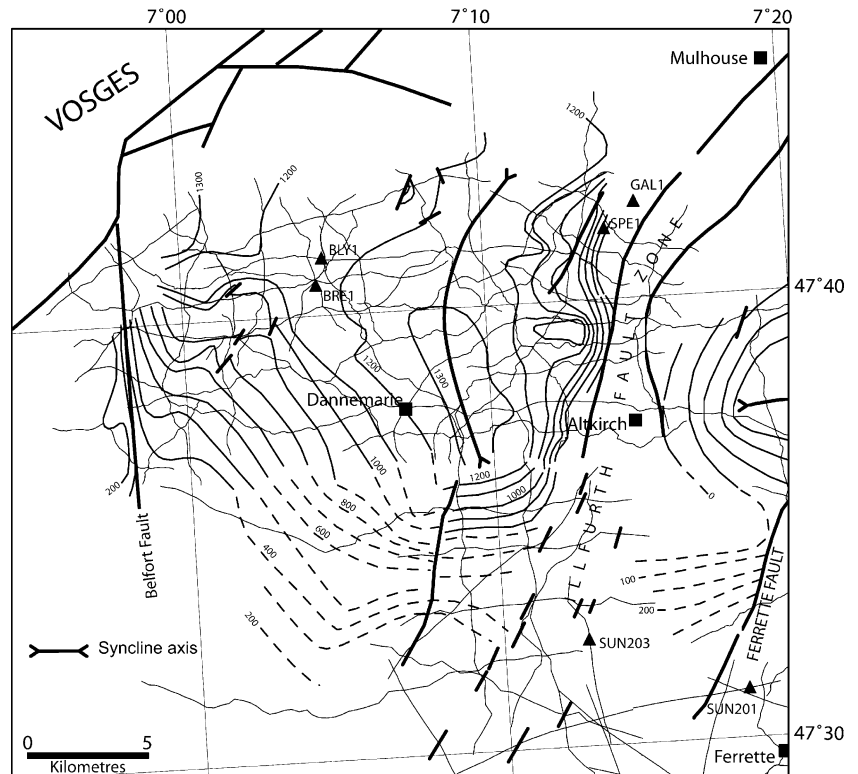 7°00 7°10 7°20
Mulhouse
VOSGES
1200
GAL1
1300
1200
SPE1
BLY1
47°40
BRE1
1200
1300
Dannemarie
Altkirch
ILLFURTH FAULT ZONE
1000
1200
200
1000
0
800
600
400
Belfort Fault
100
200
200
FERRETTE FAULT
Syncline axis
SUN203
SUN201
47°30
0 5
Kilometres
Ferrette